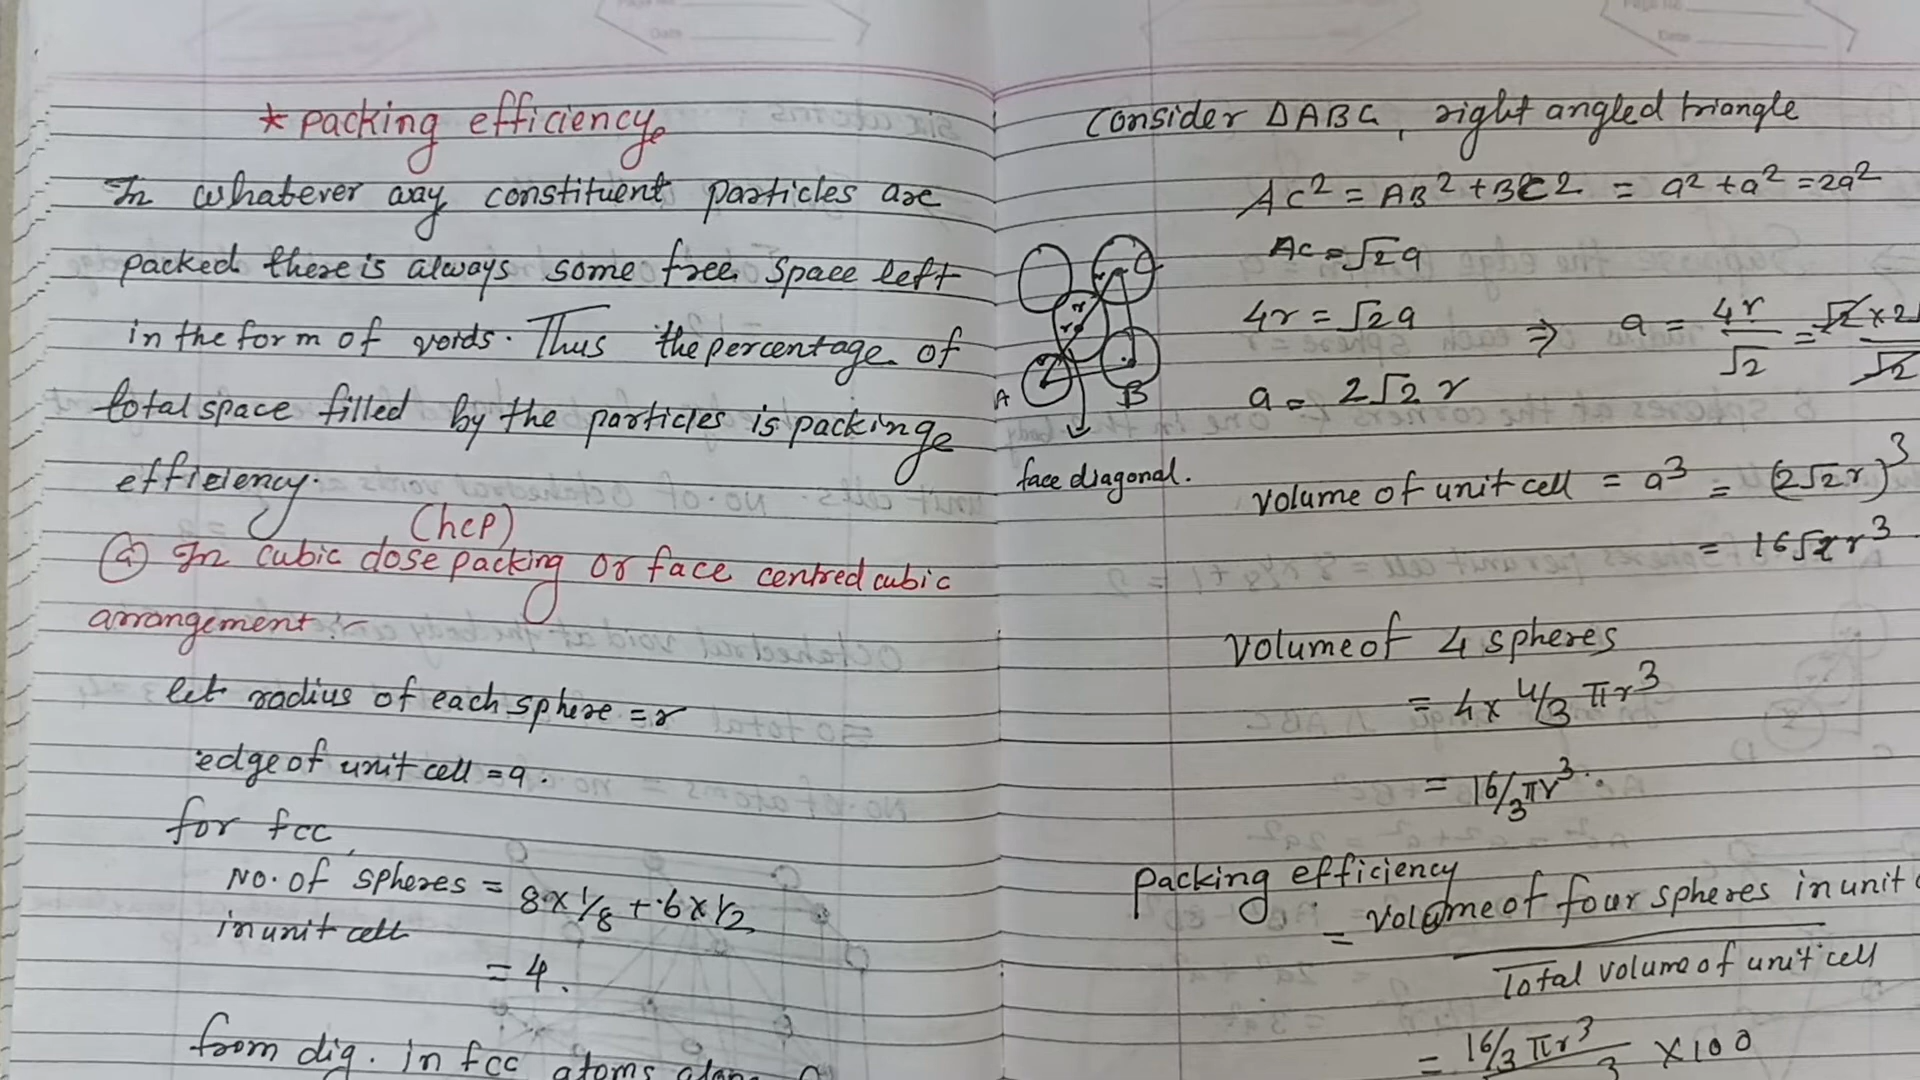 * Packing efficiency.
In whatever way constituent particles are
packed there is always some free space left
in the form of voids. Thus the percentage of
total space filled by the particles is packing
efficiency.
(hcp)
(a) In cubic close packing or face centred cubic
arrangement :-
let radius of each sphere = r
edge of unit cell = a.
for fcc,
No. of spheres = 8 x 1/8 + 6 x 1/2
in unit cell
= 4.
from dig. in fcc atoms along
Consider ΔABC, right angled triangle
AC² = AB² + BC² = a² + a² = 2a²
AC = √2 a
4r = √2 a ⇒ a = 4r/√2 = √2 x 2√/√2
a = 2√2 r
C
r
r
A
B
face diagonal.
volume of unit cell = a³ = (2√2 r)³
= 16√2 r³
Volume of 4 spheres
= 4 x 4/3 πr³
= 16/3 πr³.
packing efficiency
= volume of four spheres in unit
Total volume of unit cell
= 16/3 πr³ x 100